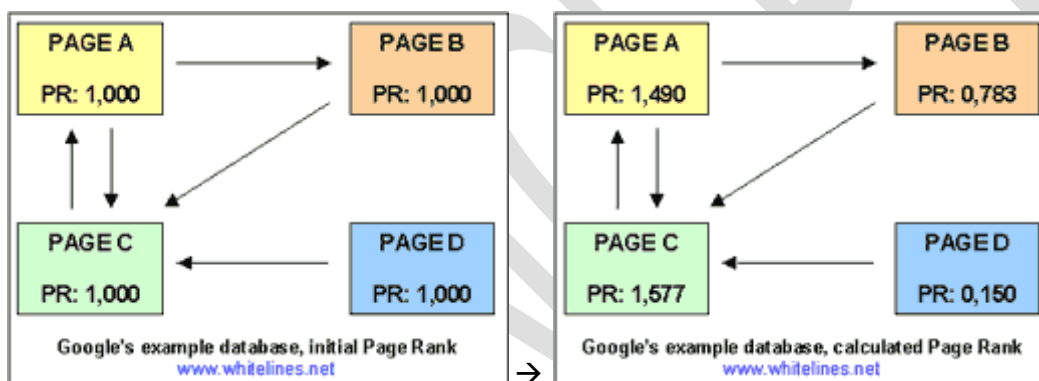 PAGE A
PR: 1,000
PAGE B
PR: 1,000
PAGE C
PR: 1,000
PAGE D
PR: 1,000
Google's example database, initial Page Rank
www.whitelines.net
→
PAGE A
PR: 1,490
PAGE B
PR: 0,783
PAGE C
PR: 1,577
PAGE D
PR: 0,150
Google's example database, calculated Page Rank
www.whitelines.net